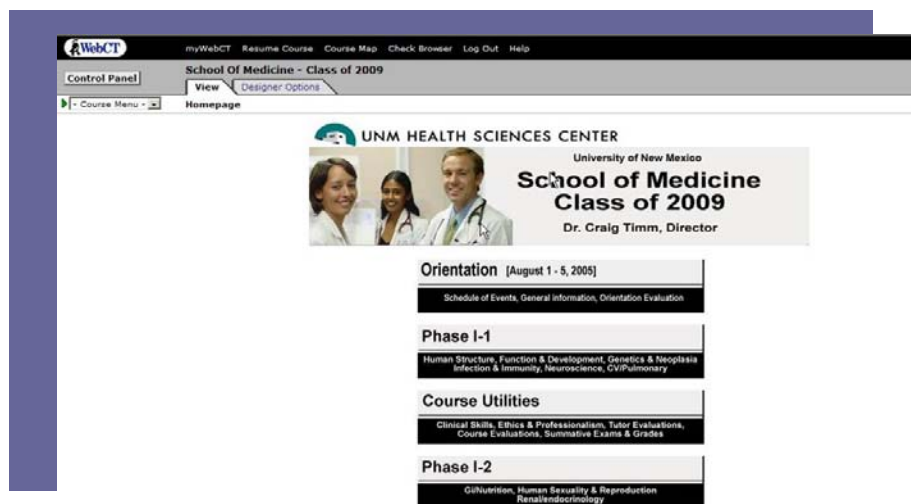 WebCT
myWebCT Resume Course Course Map Check Browser Log Out Help
Control Panel
School Of Medicine - Class of 2009
View Designer Options
- Course Menu -
Homepage
UNM HEALTH SCIENCES CENTER
University of New Mexico
School of Medicine
Class of 2009
Dr. Craig Timm, Director
Orientation [August 1 - 5, 2005]
Schedule of Events, General information, Orientation Evaluation
Phase I-1
Human Structure, Function & Development, Genetics & Neoplasia
Infection & Immunity, Neuroscience, CV/Pulmonary
Course Utilities
Clinical Skills, Ethics & Professionalism, Tutor Evaluations,
Course Evaluations, Summative Exams & Grades
Phase I-2
GI/Nutrition, Human Sexuality & Reproduction
Renal/endocrinology